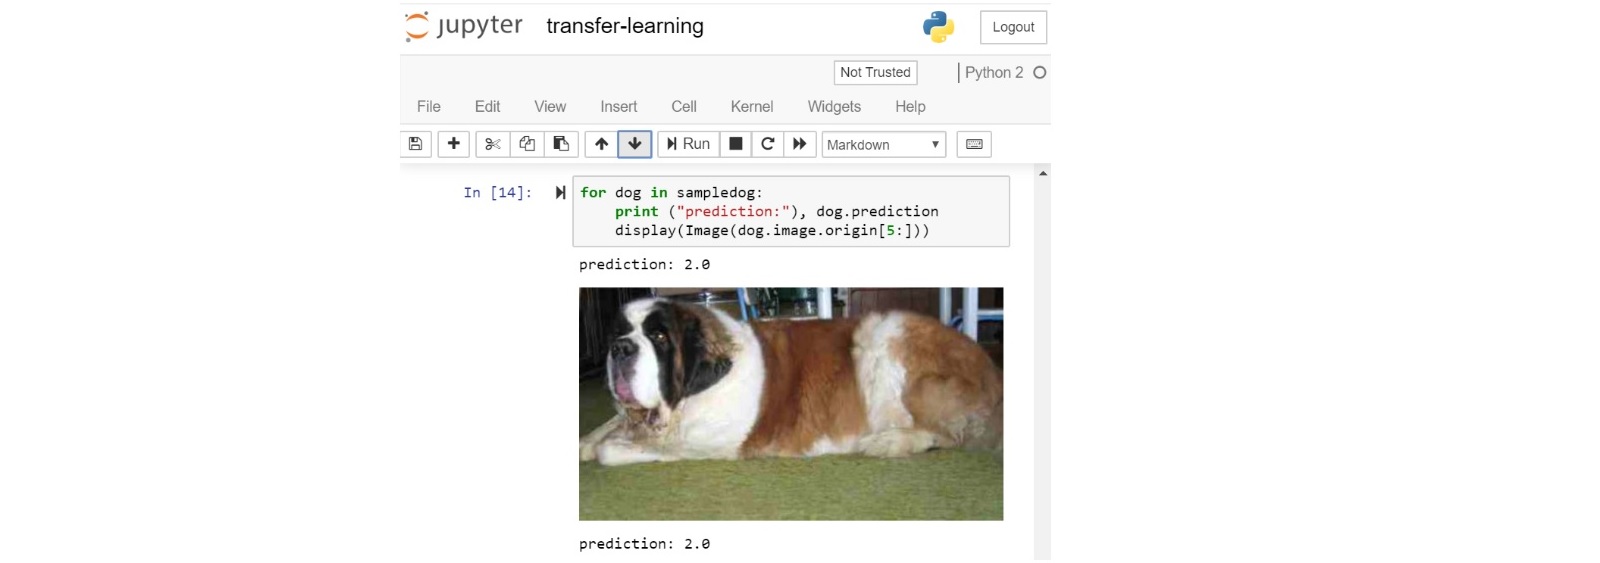 jupyter transfer-learning Logout
Not Trusted Python 2
File Edit View Insert Cell Kernel Widgets Help
Run Markdown
In [14]: for dog in sampledog:
print ("prediction:"), dog.prediction
display(Image(dog.image.origin[5:]))
prediction: 2.0
prediction: 2.0